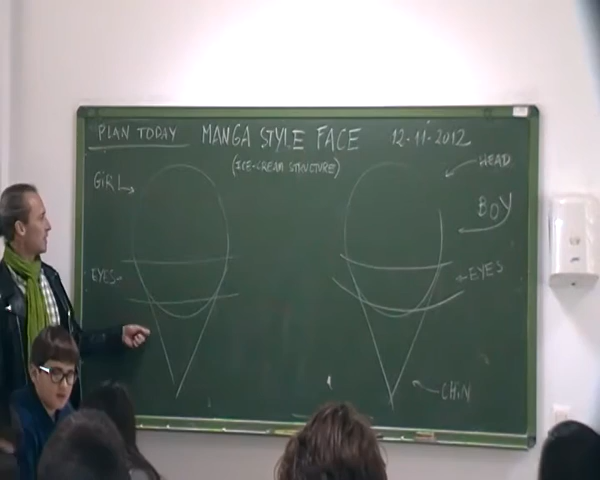 PLAN TODAY MANGA STYLE FACE 12-11-2012
(ICE-CREAM STRUCTURE)
HEAD
GIRL
BOY
EYES
EYES
CHIN